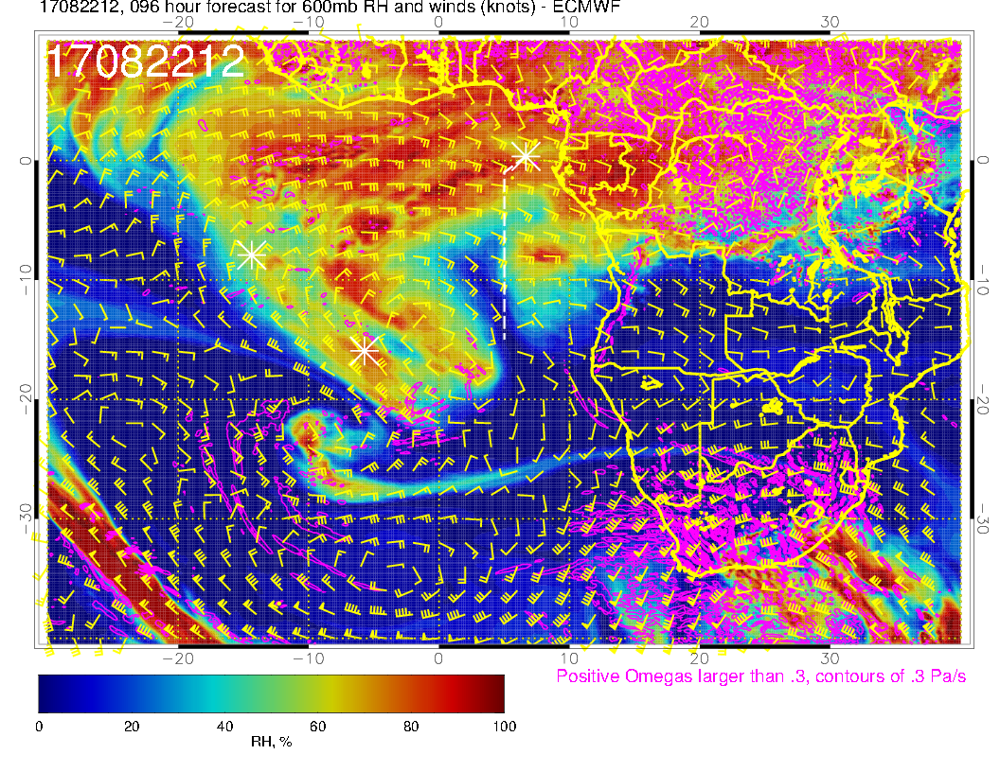 17082212, 096 hour forecast for 600mb RH and winds (knots) - ECMWF
−20 −10 0 10 20 30
17082212
0 0
−10 −10
−20 −20
−30 −30
−20 −10 0 10 20 30
Positive Omegas larger than .3, contours of .3 Pa/s
0 20 40 60 80 100
RH, %